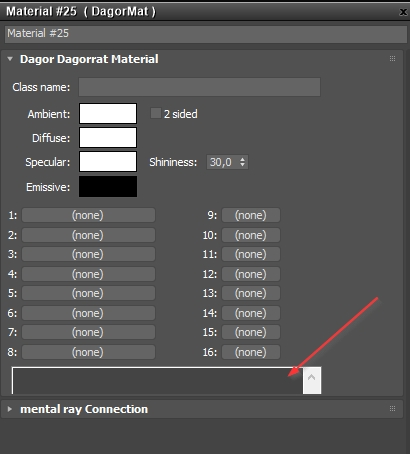 Material #25 ( DagorMat )
Material #25
Dagor Dagorrat Material
Class name:
Ambient: 2 sided
Diffuse:
Specular: Shininess: 30,0
Emissive:
1: (none) 9: (none)
2: (none) 10: (none)
3: (none) 11: (none)
4: (none) 12: (none)
5: (none) 13: (none)
6: (none) 14: (none)
7: (none) 15: (none)
8: (none) 16: (none)
mental ray Connection